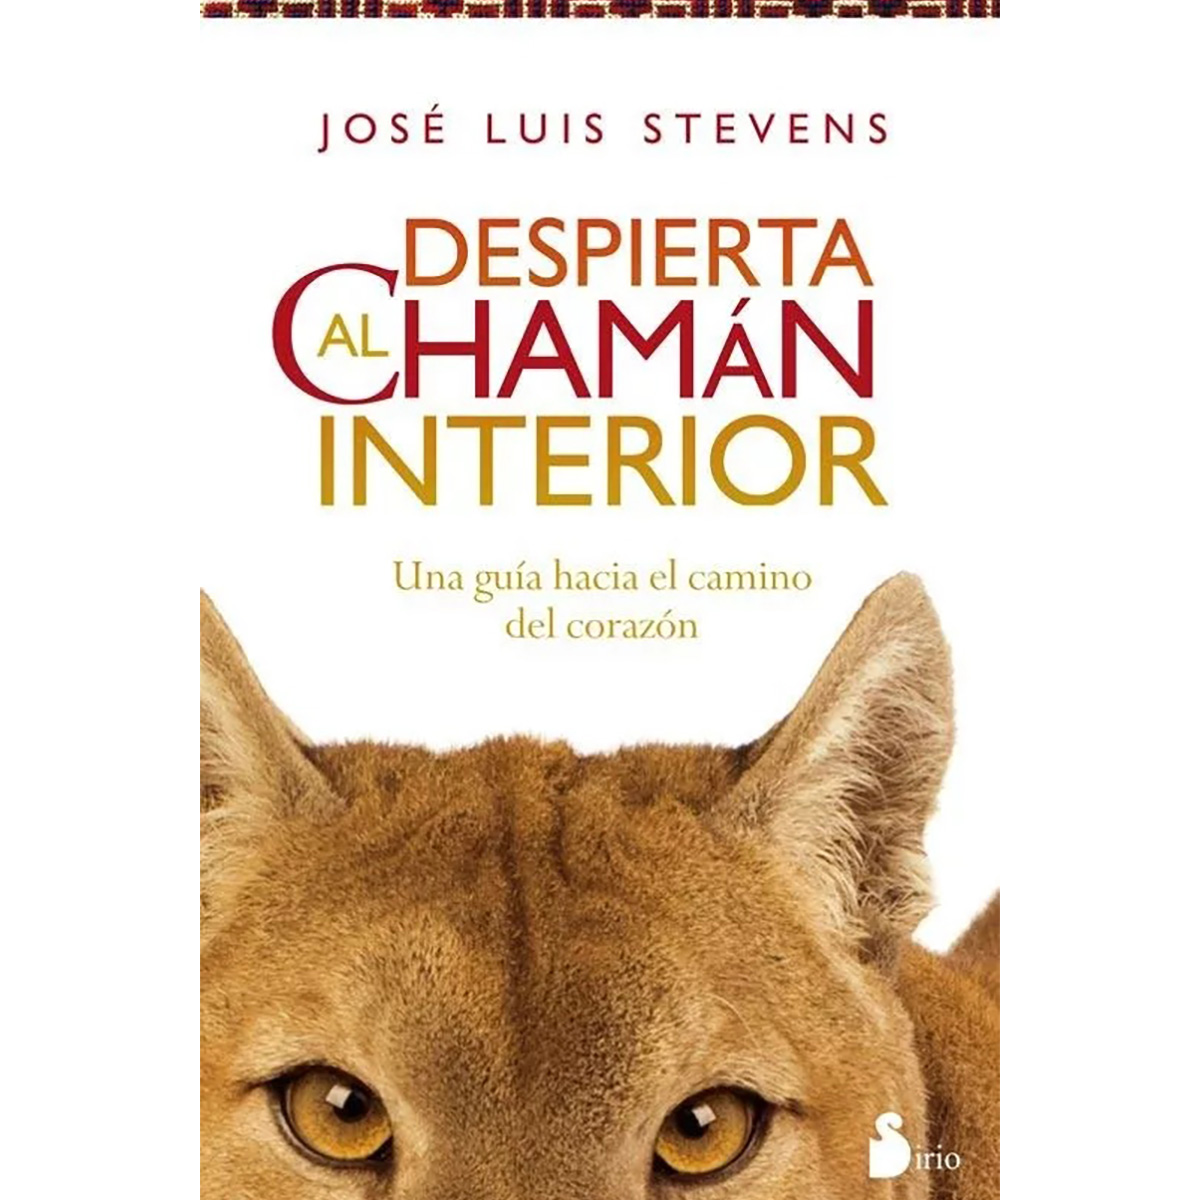 JOSÉ LUIS STEVENS
DESPIERTA
AL CHAMÁN
INTERIOR
Una guía hacia el camino
del corazón
Sirio